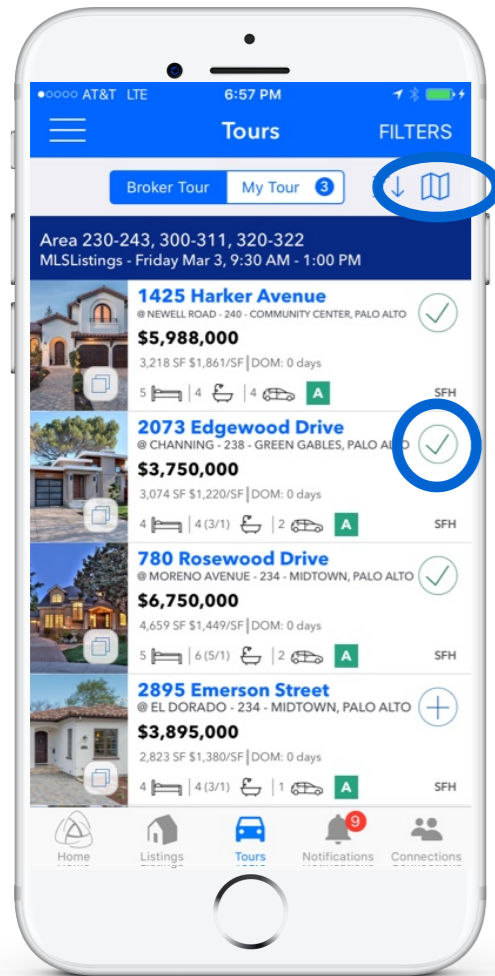 AT&T LTE 6:57 PM
Tours FILTERS
Broker Tour My Tour 3
Area 230-243, 300-311, 320-322
MLSListings - Friday Mar 3, 9:30 AM - 1:00 PM
1425 Harker Avenue
@ NEWELL ROAD - 240 - COMMUNITY CENTER, PALO ALTO
$5,988,000
3,218 SF $1,861/SF|DOM: 0 days
5 | 4 | 4 A SFH
2073 Edgewood Drive
@ CHANNING - 238 - GREEN GABLES, PALO ALTO
$3,750,000
3,074 SF $1,220/SF|DOM: 0 days
4 | 4 (3/1) | 2 A SFH
780 Rosewood Drive
@ MORENO AVENUE - 234 - MIDTOWN, PALO ALTO
$6,750,000
4,659 SF $1,449/SF|DOM: 0 days
5 | 6 (5/1) | 2 A SFH
2895 Emerson Street
@ EL DORADO - 234 - MIDTOWN, PALO ALTO
$3,895,000
2,823 SF $1,380/SF|DOM: 0 days
4 | 4 (3/1) | 1 A SFH
9
Home Listings Tours Notifications Connections